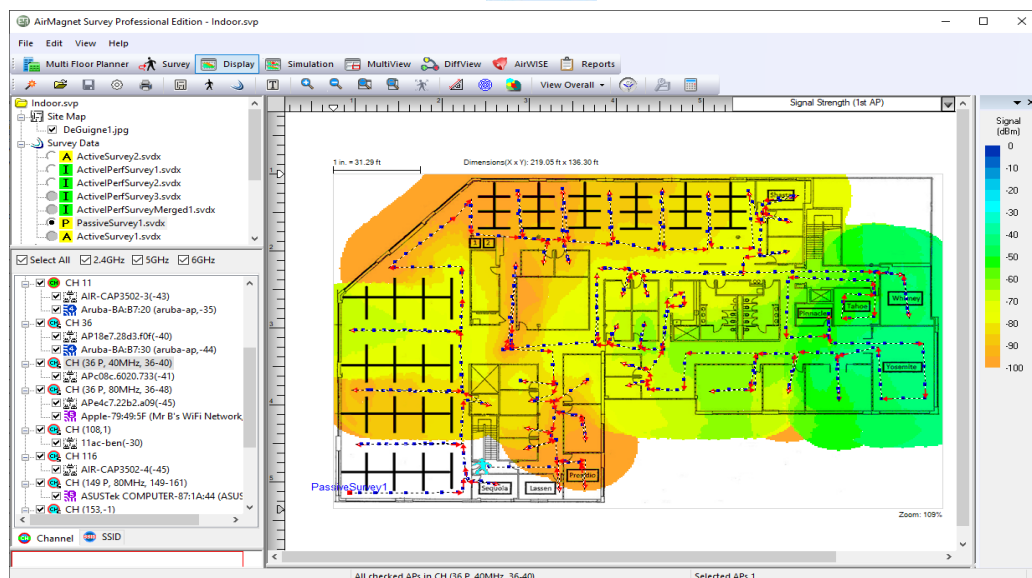 AirMagnet Survey Professional Edition - Indoor.svp
File Edit View Help
Multi Floor Planner Survey Display Simulation MultiView DiffView AirWISE Reports
View Overall
Indoor.svp
Site Map
DeGuigne1.jpg
Survey Data
A ActiveSurvey2.svdx
I ActiveIPerfSurvey1.svdx
I ActiveIPerfSurvey2.svdx
I ActiveIPerfSurvey3.svdx
I ActiveIPerfSurveyMerged1.svdx
P PassiveSurvey1.svdx
A ActiveSurvey1.svdx
Select All 2.4GHz 5GHz 6GHz
CH 11
AIR-CAP3502-3(-43)
Aruba-BA:B7:20 (aruba-ap,-35)
CH 36
AP18e7.28d3.f0f(-40)
Aruba-BA:B7:30 (aruba-ap,-44)
CH (36 P, 40MHz, 36-40)
APc08c.6020.733(-41)
CH (36 P, 80MHz, 36-48)
APe4c7.22b2.a09(-45)
Apple-79:49:5F (Mr B's WiFi Network,
CH (108,1)
11ac-ben(-30)
CH 116
AIR-CAP3502-4(-45)
CH (149 P, 80MHz, 149-161)
ASUSTek COMPUTER-87:1A:44 (ASUS
CH (153,-1)
Channel SSID
Signal Strength (1st AP)
1 in. = 31.29 ft
Dimensions(X x Y): 219.05 ft x 136.30 ft
1 2
Whitney
Tahoe
Pinnacles
Yosemite
Presidio
PassiveSurvey1
Sequoia
Lassen
Zoom: 109%
Signal
(dBm)
0
-10
-20
-30
-40
-50
-60
-70
-80
-90
-100
All checked APs in CH (36 P, 40MHz, 36-40)
Selected APs 1